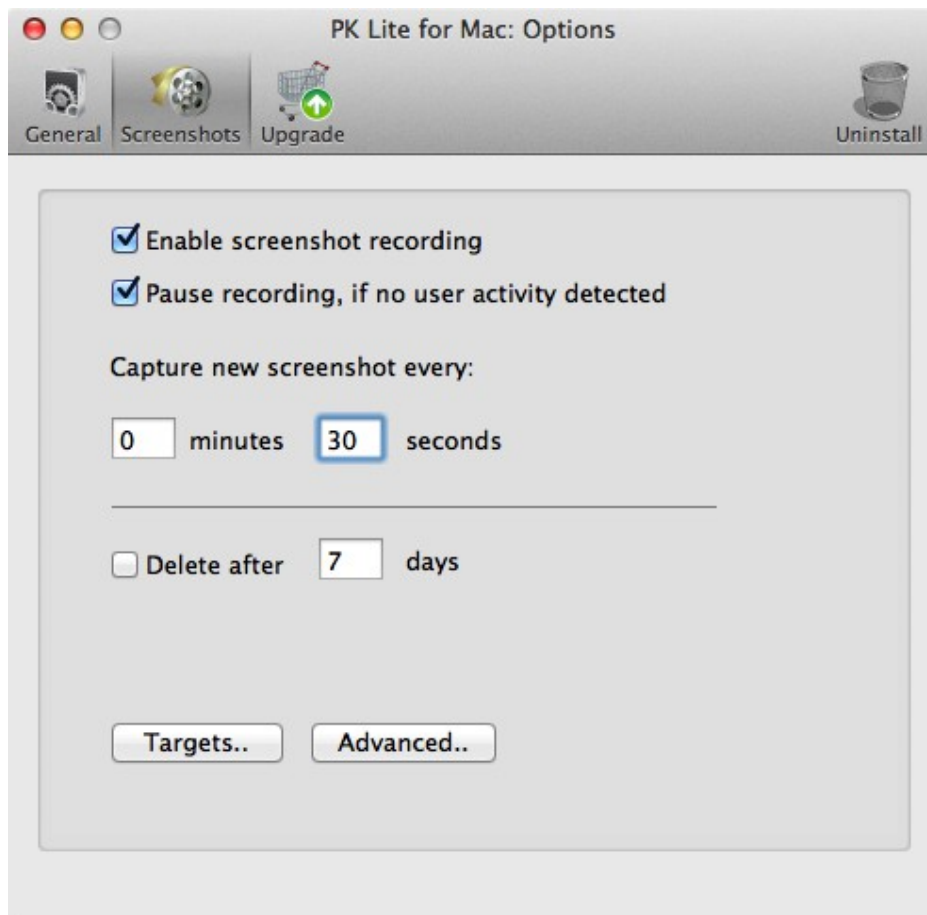 PK Lite for Mac: Options
General Screenshots Upgrade Uninstall
Enable screenshot recording
Pause recording, if no user activity detected
Capture new screenshot every:
0 minutes 30 seconds
Delete after 7 days
Targets.. Advanced..